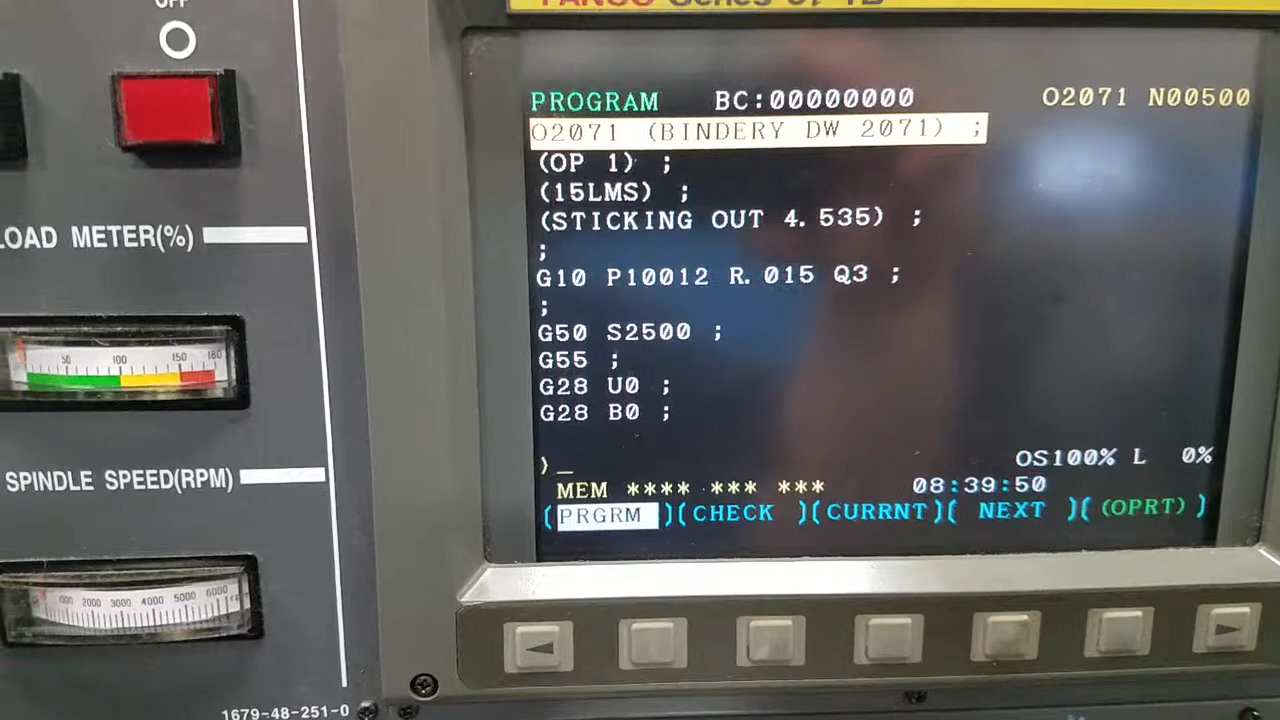 OFF
FANUC Series
PROGRAM BC:00000000 O2071 N00500
O2071 (BINDERY DW 2071) ;
(OP 1) ;
(15LMS) ;
(STICKING OUT 4.535) ;
;
G10 P10012 R.015 Q3 ;
;
G50 S2500 ;
G55 ;
G28 U0 ;
G28 B0 ;
OS100% L 0%
)_
MEM **** *** *** 08:39:50
(PRGRM )(CHECK )(CURRNT)( NEXT )( (OPRT) )
LOAD METER(%)
50 100 150 180
SPINDLE SPEED(RPM)
1000 2000 3000 4000 5000 6000
1679-48-251-0